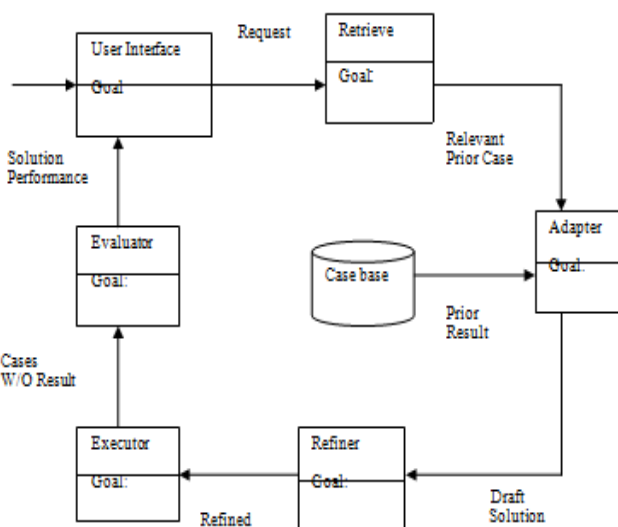 User Interface
Goal
Request
Retrieve
Goal:
Relevant
Prior Case
Solution
Performance
Evaluator
Goal:
Case base
Adapter
Goal:
Prior
Result
Cases
W/O Result
Executor
Goal:
Refiner
Goal:
Refined
Draft
Solution